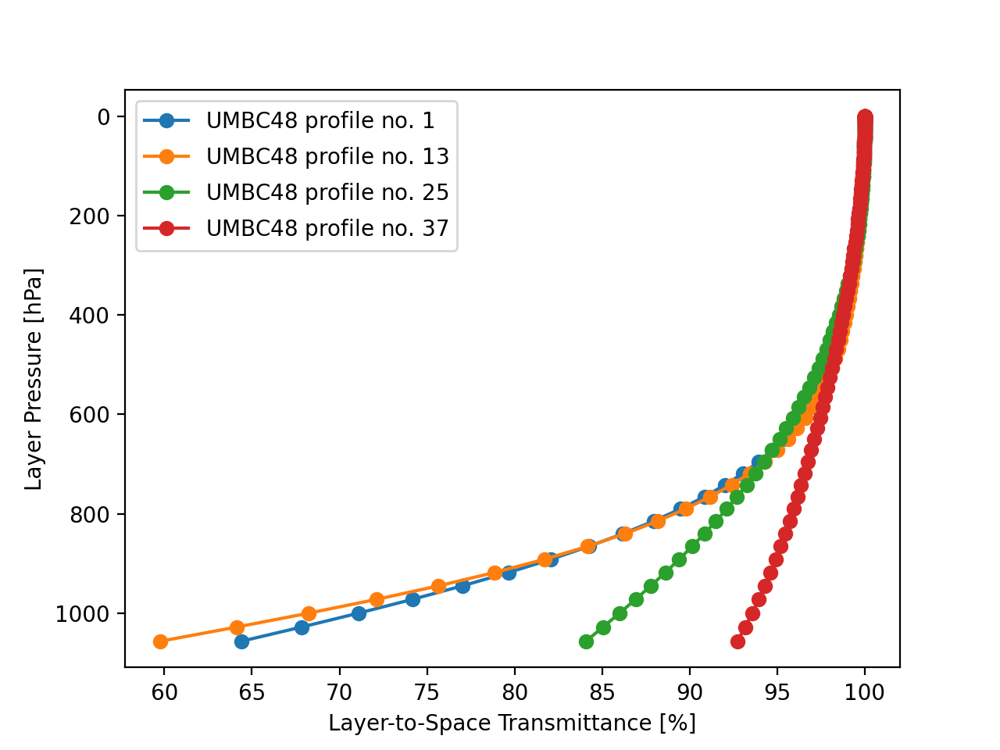 UMBC48 profile no. 1
UMBC48 profile no. 13
UMBC48 profile no. 25
UMBC48 profile no. 37
0
200
400
600
800
1000
Layer Pressure [hPa]
60 65 70 75 80 85 90 95 100
Layer-to-Space Transmittance [%]